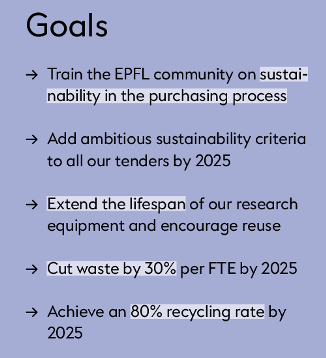 Goals
→ Train the EPFL community on sustai-
nability in the purchasing process
→ Add ambitious sustainability criteria
to all our tenders by 2025
→ Extend the lifespan of our research
equipment and encourage reuse
→ Cut waste by 30% per FTE by 2025
→ Achieve an 80% recycling rate by
2025